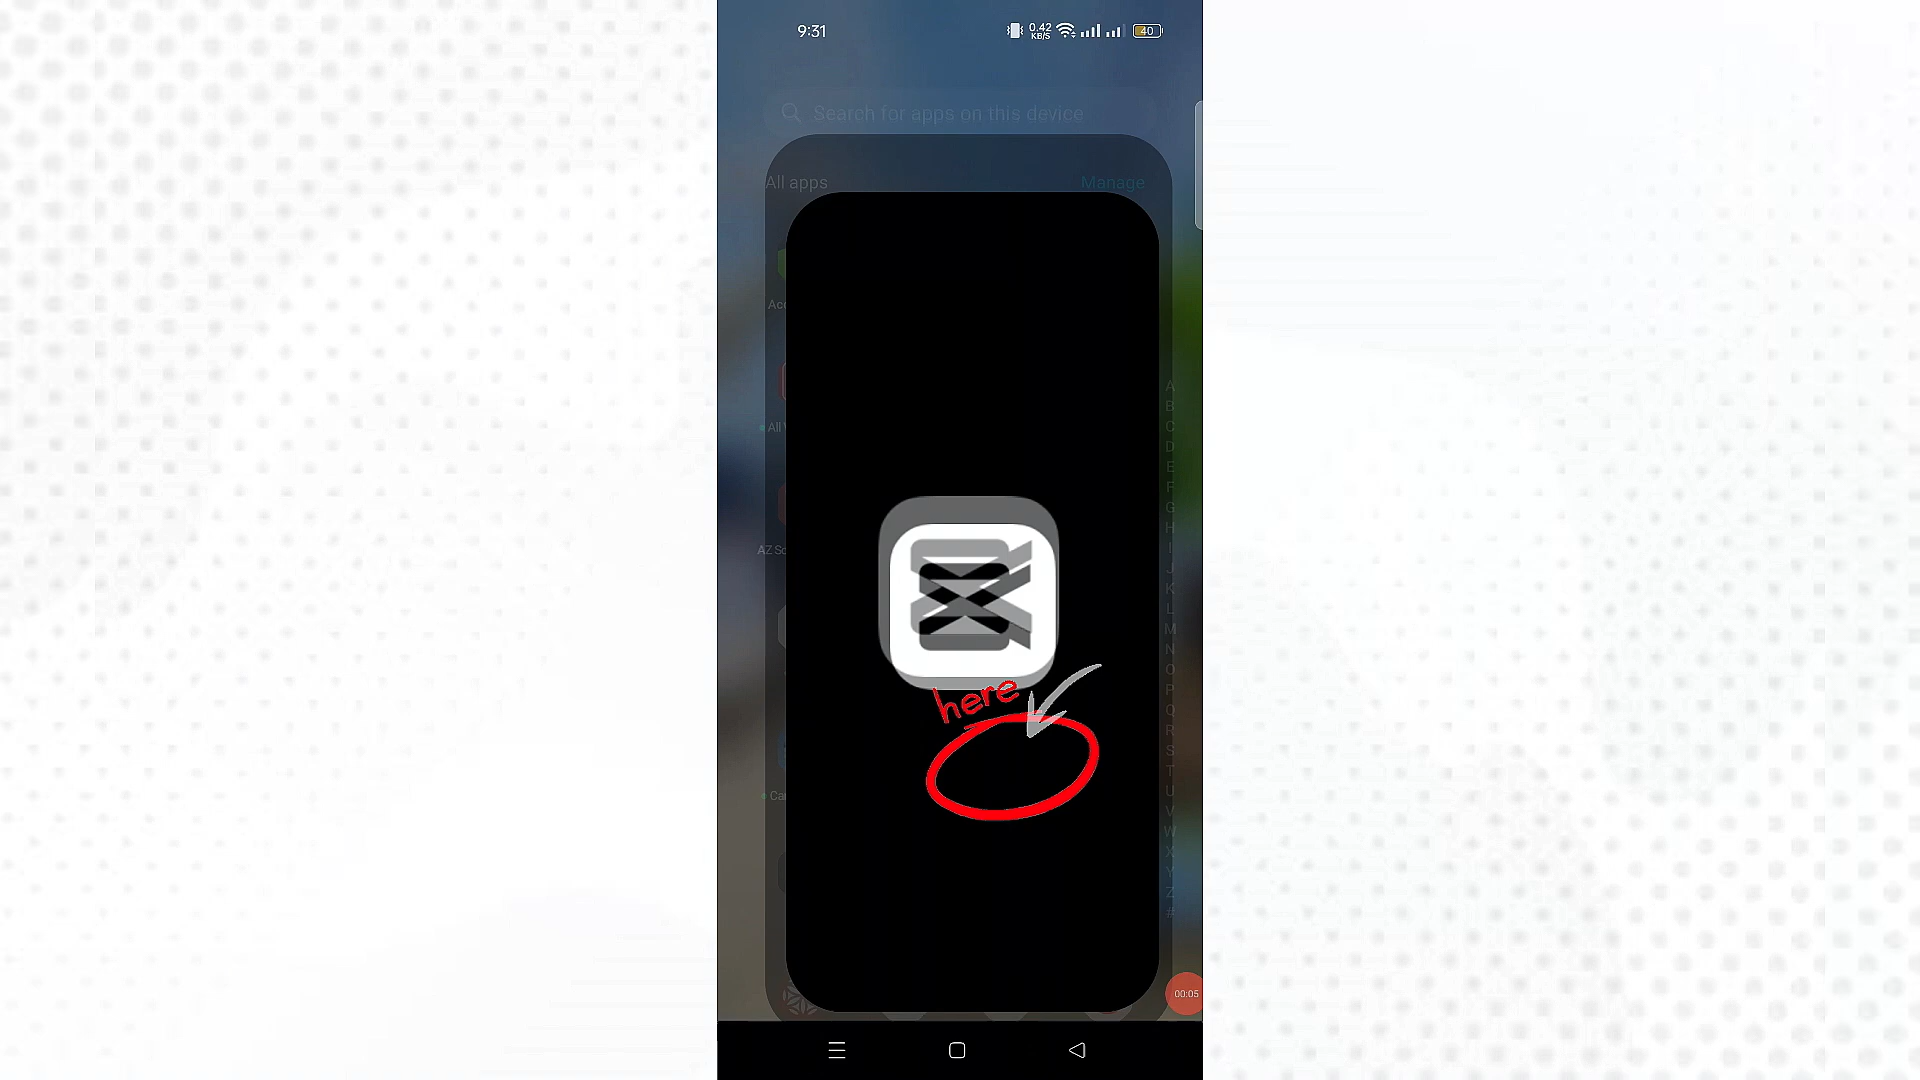 9:31
0.42
KB/S
40
Search for apps on this device
All apps
Manage
A
B
C
D
E
F
G
H
I
J
K
L
M
N
O
P
Q
R
S
T
U
V
W
X
Y
Z
#
here
00:05